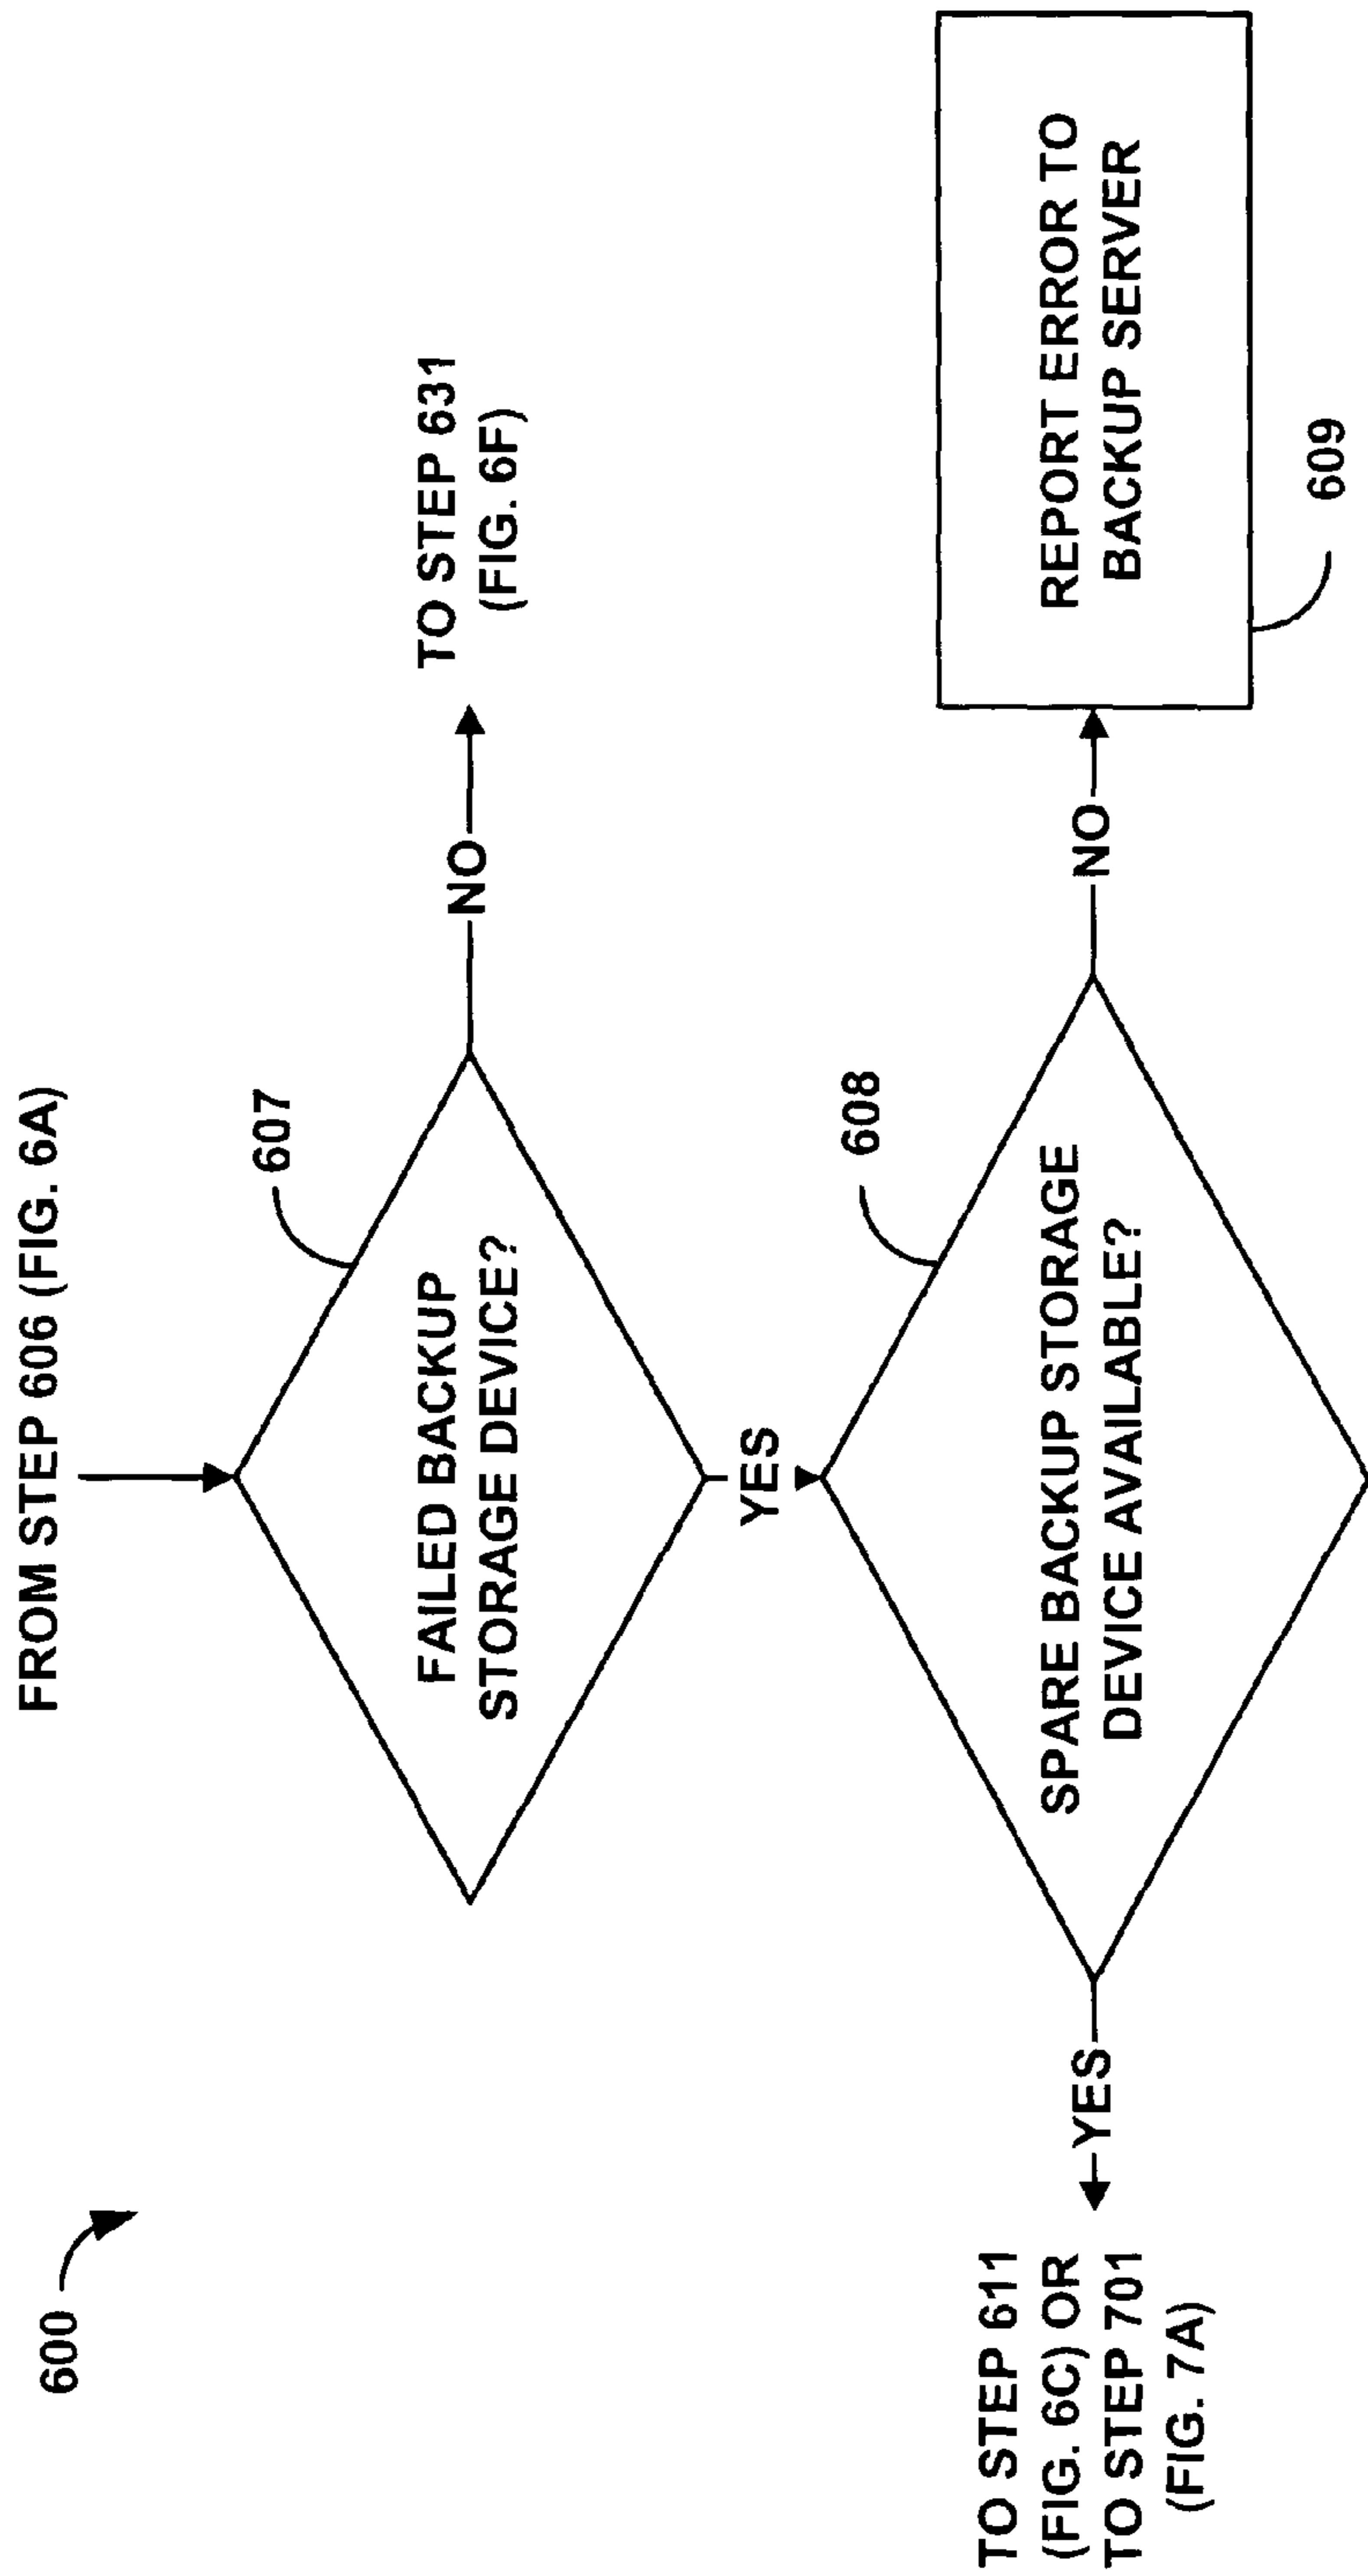 600
FROM STEP 606 (FIG. 6A)
607
FAILED BACKUP
STORAGE DEVICE?
NO
TO STEP 631
(FIG. 6F)
YES
608
SPARE BACKUP STORAGE
DEVICE AVAILABLE?
YES
TO STEP 611
(FIG. 6C) OR
TO STEP 701
(FIG. 7A)
NO
REPORT ERROR TO
BACKUP SERVER
609